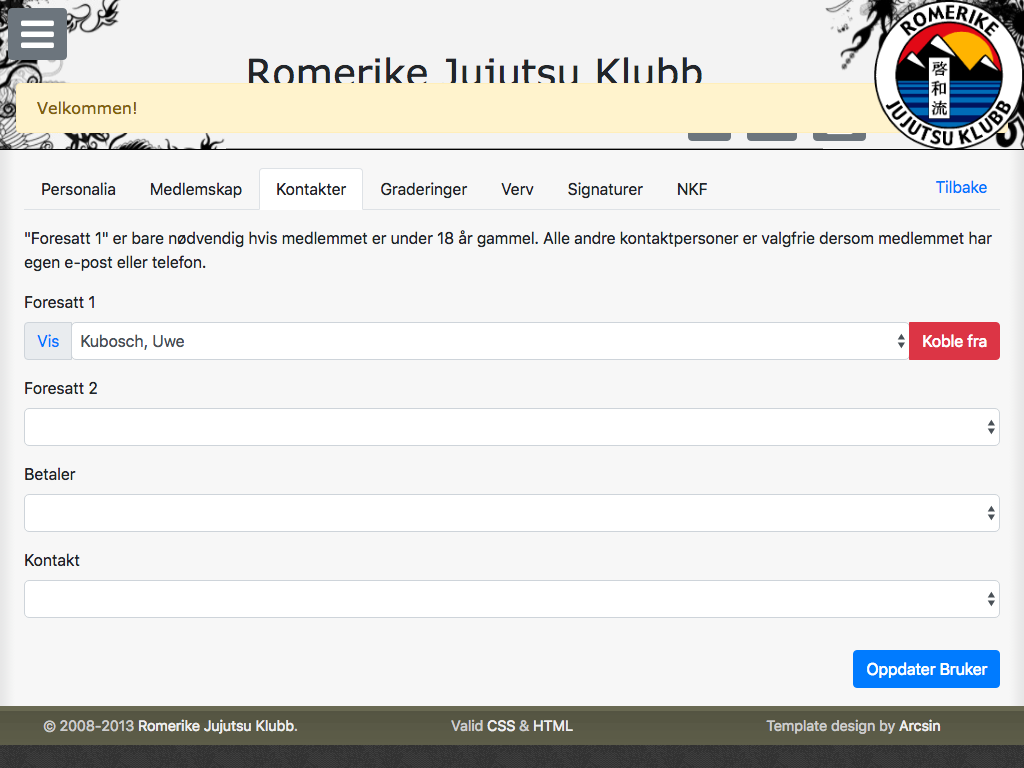 Romerike Jujutsu Klubb
ROMERIKE
啓和流
JUJUTSU KLUBB
Velkommen!
Personalia Medlemskap Kontakter Graderinger Verv Signaturer NKF Tilbake
"Foresatt 1" er bare nødvendig hvis medlemmet er under 18 år gammel. Alle andre kontaktpersoner er valgfrie dersom medlemmet har
egen e-post eller telefon.
Foresatt 1
Vis Kubosch, Uwe Koble fra
Foresatt 2
Betaler
Kontakt
Oppdater Bruker
© 2008-2013 Romerike Jujutsu Klubb. Valid CSS & HTML Template design by Arcsin